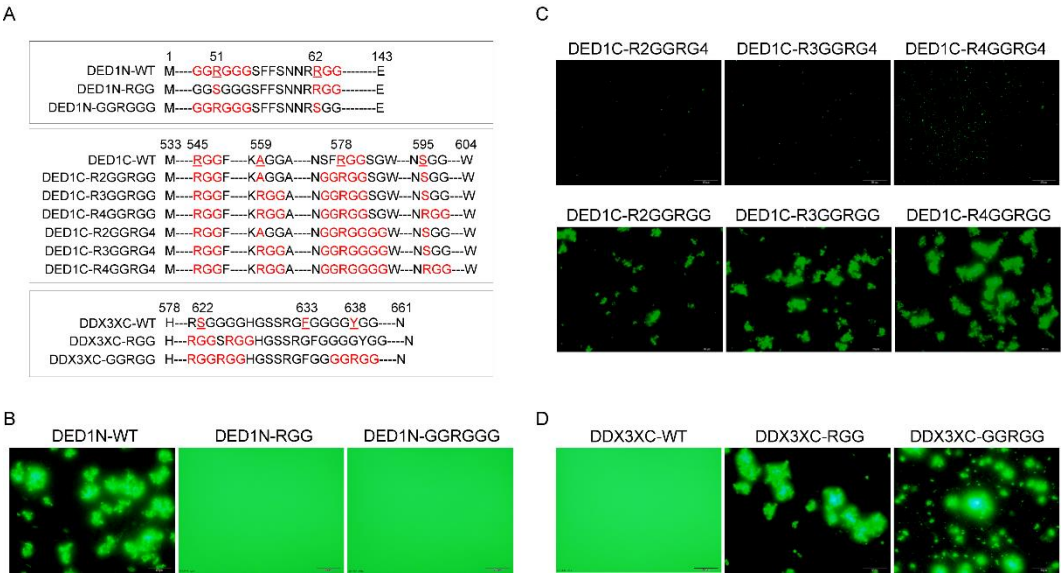 A
1 51 62 143
DED1N-WT M----GGRGGGSFFSNNRRGG--------E
DED1N-RGG M----GGSGGGSFFSNNRRGG--------E
DED1N-GGRGGG M----GGRGGGSFFSNNRSGG--------E
533 545 559 578 595 604
DED1C-WT M----RGGF----KAGGA---NSFRGGSGW---NSGG---W
DED1C-R2GGRGG M----RGGF----KAGGA---NGGRGGSGW---NSGG---W
DED1C-R3GGRGG M----RGGF----KRGGA---NGGRGGSGW---NSGG---W
DED1C-R4GGRGG M----RGGF----KRGGA---NGGRGGSGW---NRGG---W
DED1C-R2GGRG4 M----RGGF----KAGGA---NGGRGGGGW---NSGG---W
DED1C-R3GGRG4 M----RGGF----KRGGA---NGGRGGGGW---NSGG---W
DED1C-R4GGRG4 M----RGGF----KRGGA---NGGRGGGGW---NRGG---W
578 622 633 638 661
DDX3XC-WT H---RSGGGGHGSSRGFGGGGYGG----N
DDX3XC-RGG H---RGGSRGGHGSSRGFGGGGYGG----N
DDX3XC-GGRGG H---RGGRGGHGSSRGFGGGGRGG----N
B
DED1N-WT DED1N-RGG DED1N-GGRGGG
C
DED1C-R2GGRG4 DED1C-R3GGRG4 DED1C-R4GGRG4
DED1C-R2GGRGG DED1C-R3GGRGG DED1C-R4GGRGG
D
DDX3XC-WT DDX3XC-RGG DDX3XC-GGRGG